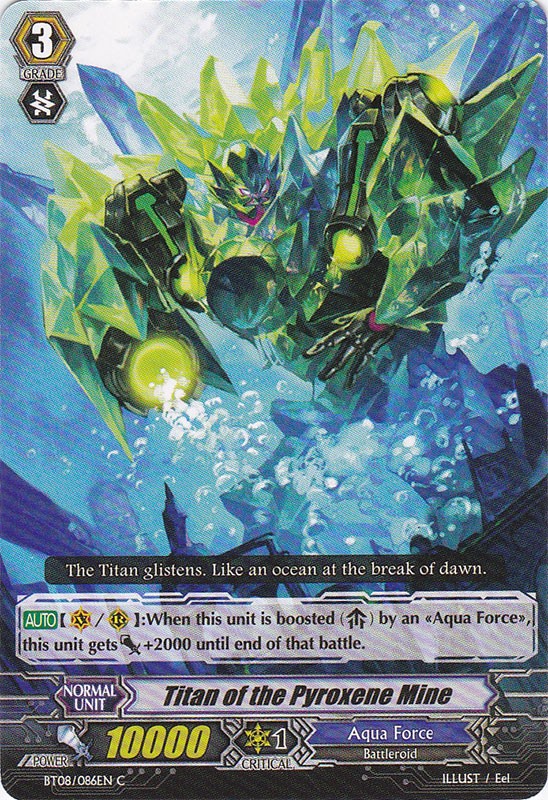 3
GRADE
The Titan glistens. Like an ocean at the break of dawn.
AUTO【 V / R 】:When this unit is boosted ( ) by an «Aqua Force»,
this unit gets +2000 until end of that battle.
NORMAL
UNIT
Titan of the Pyroxene Mine
POWER
10000
1
CRITICAL
Aqua Force
Battleroid
BT08/086EN C
ILLUST / Eel